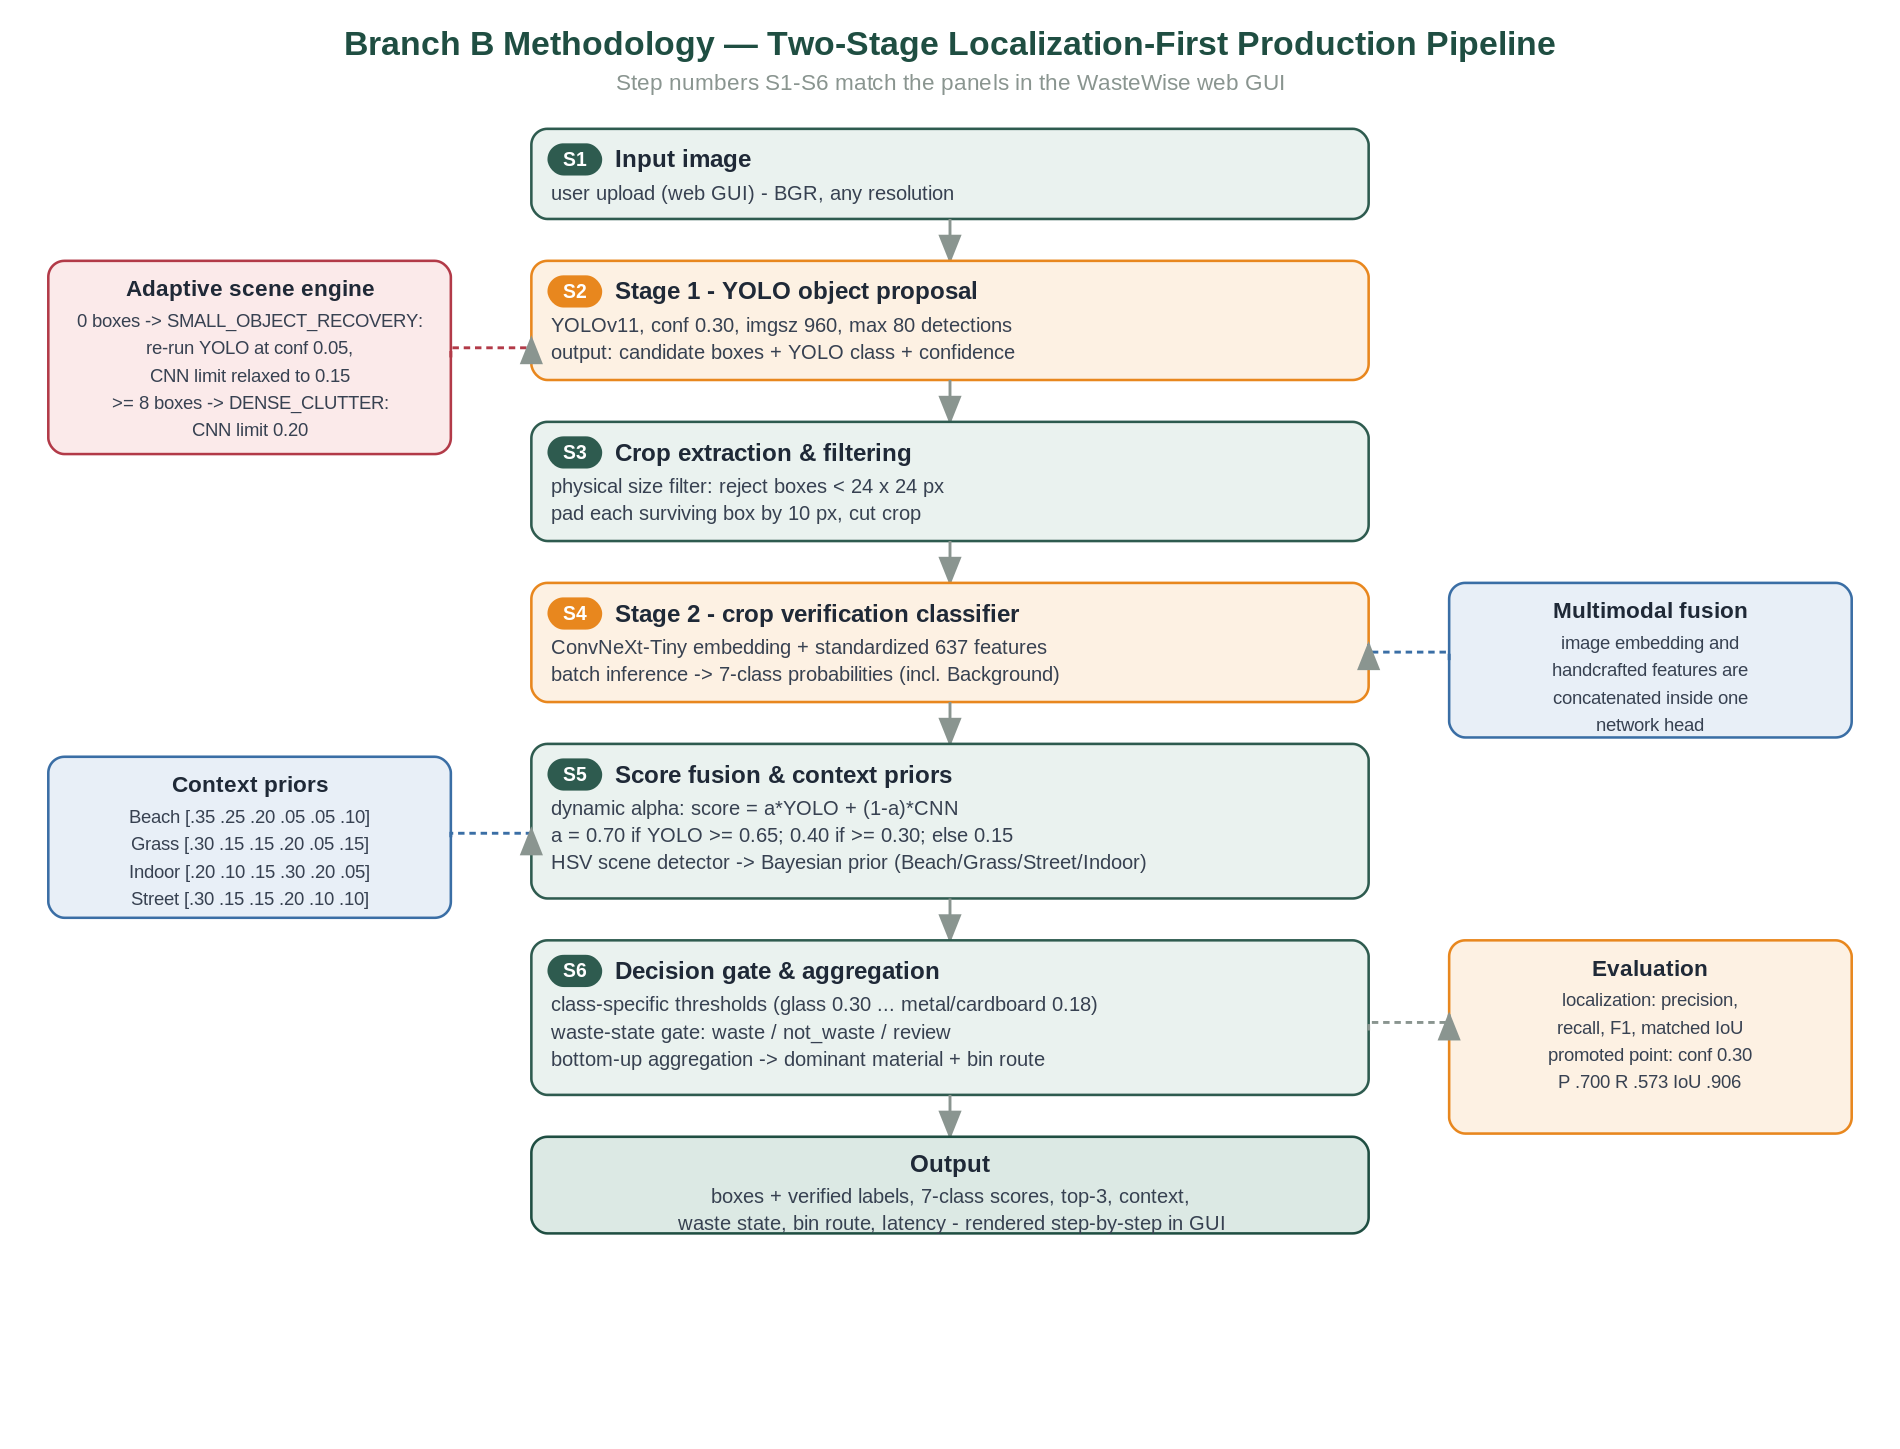 Branch B Methodology — Two-Stage Localization-First Production Pipeline
Step numbers S1-S6 match the panels in the WasteWise web GUI
S1 Input image
user upload (web GUI) - BGR, any resolution
Adaptive scene engine
0 boxes -> SMALL_OBJECT_RECOVERY:
re-run YOLO at conf 0.05,
CNN limit relaxed to 0.15
>= 8 boxes -> DENSE_CLUTTER:
CNN limit 0.20
S2 Stage 1 - YOLO object proposal
YOLOv11, conf 0.30, imgsz 960, max 80 detections
output: candidate boxes + YOLO class + confidence
S3 Crop extraction & filtering
physical size filter: reject boxes < 24 x 24 px
pad each surviving box by 10 px, cut crop
S4 Stage 2 - crop verification classifier
ConvNeXt-Tiny embedding + standardized 637 features
batch inference -> 7-class probabilities (incl. Background)
Multimodal fusion
image embedding and
handcrafted features are
concatenated inside one
network head
Context priors
Beach [.35 .25 .20 .05 .05 .10]
Grass [.30 .15 .15 .20 .05 .15]
Indoor [.20 .10 .15 .30 .20 .05]
Street [.30 .15 .15 .20 .10 .10]
S5 Score fusion & context priors
dynamic alpha: score = a*YOLO + (1-a)*CNN
a = 0.70 if YOLO >= 0.65; 0.40 if >= 0.30; else 0.15
HSV scene detector -> Bayesian prior (Beach/Grass/Street/Indoor)
S6 Decision gate & aggregation
class-specific thresholds (glass 0.30 ... metal/cardboard 0.18)
waste-state gate: waste / not_waste / review
bottom-up aggregation -> dominant material + bin route
Evaluation
localization: precision,
recall, F1, matched IoU
promoted point: conf 0.30
P .700 R .573 IoU .906
Output
boxes + verified labels, 7-class scores, top-3, context,
waste state, bin route, latency - rendered step-by-step in GUI